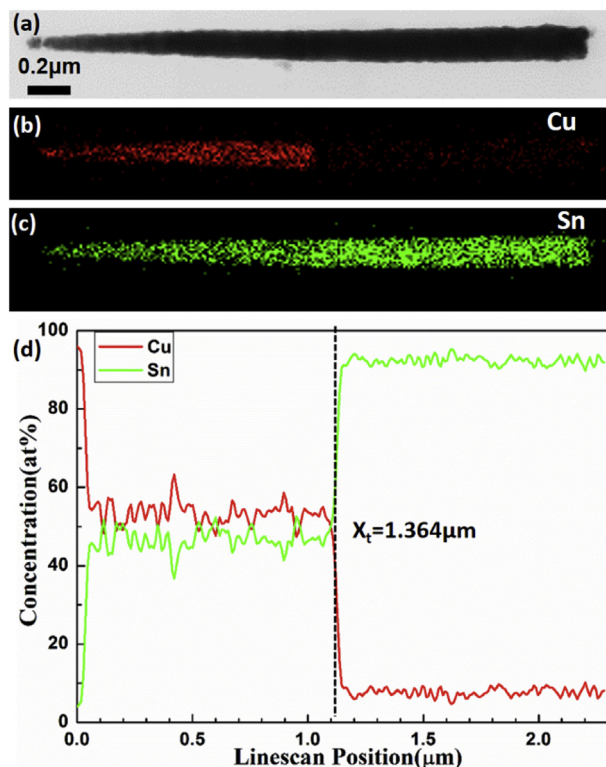 (a)
0.2μm
(b)
Cu
(c)
Sn
(d)
Cu
Sn
X_t=1.364μm
Concentration(at%)
100
80
60
40
20
0
0.0 0.5 1.0 1.5 2.0
Linescan Position(μm)